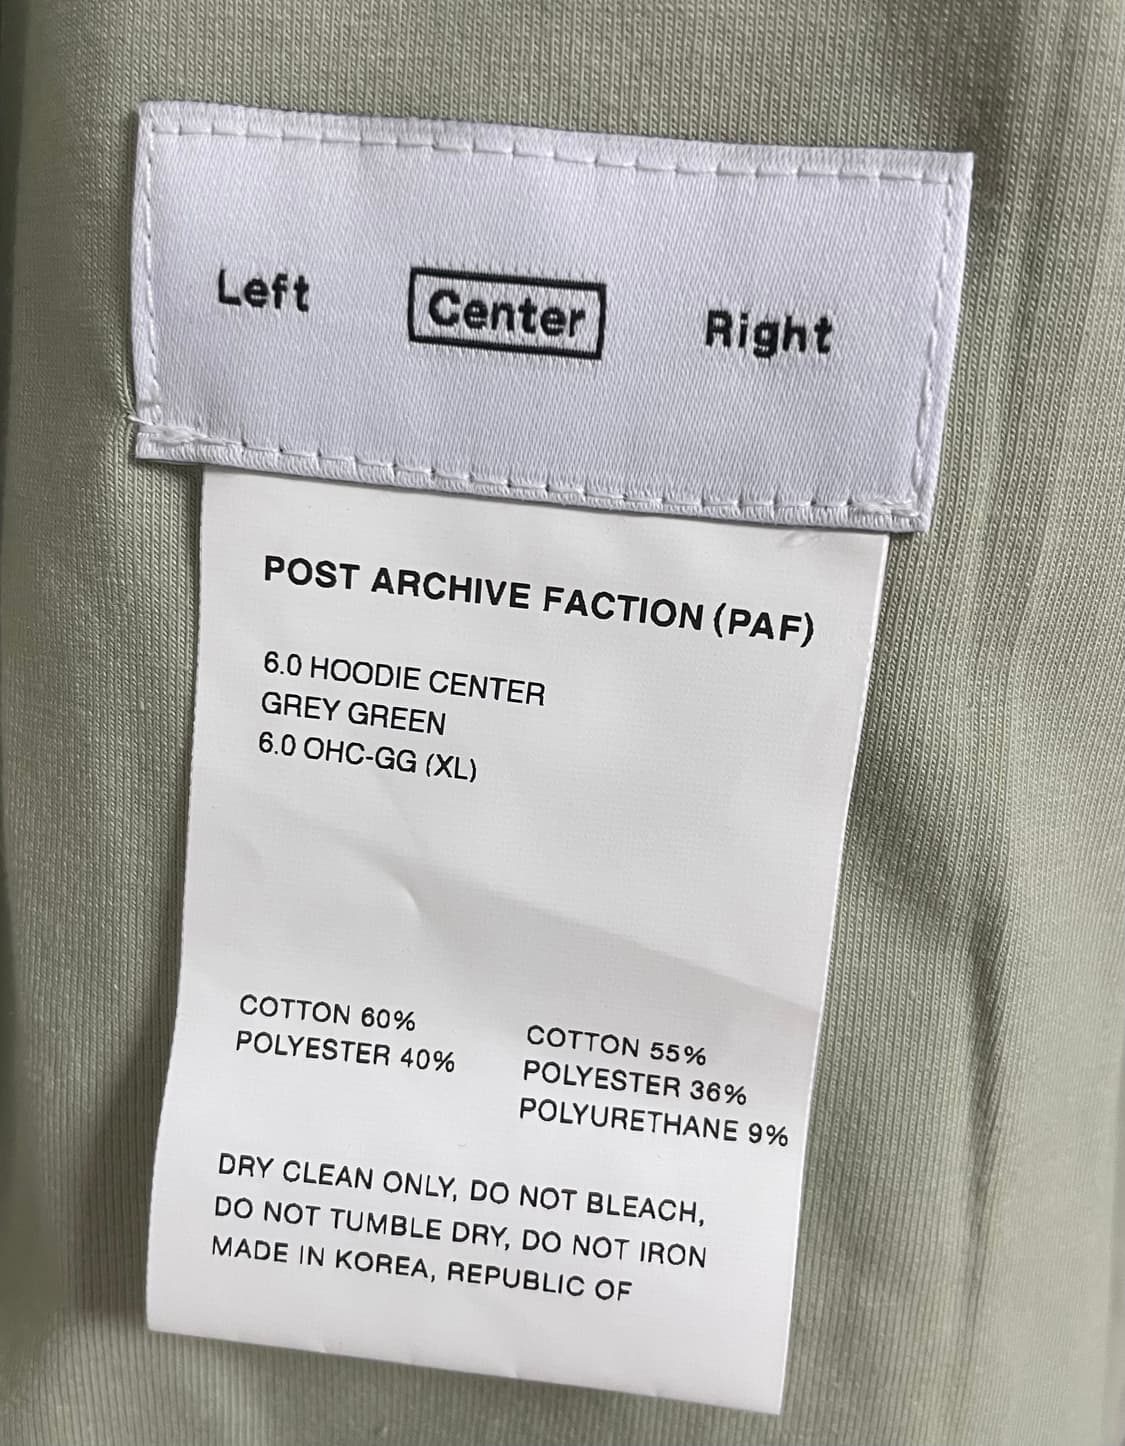 Left Center Right
POST ARCHIVE FACTION (PAF)
6.0 HOODIE CENTER
GREY GREEN
6.0 OHC-GG (XL)
COTTON 60%
POLYESTER 40%
COTTON 55%
POLYESTER 36%
POLYURETHANE 9%
DRY CLEAN ONLY, DO NOT BLEACH,
DO NOT TUMBLE DRY, DO NOT IRON
MADE IN KOREA, REPUBLIC OF